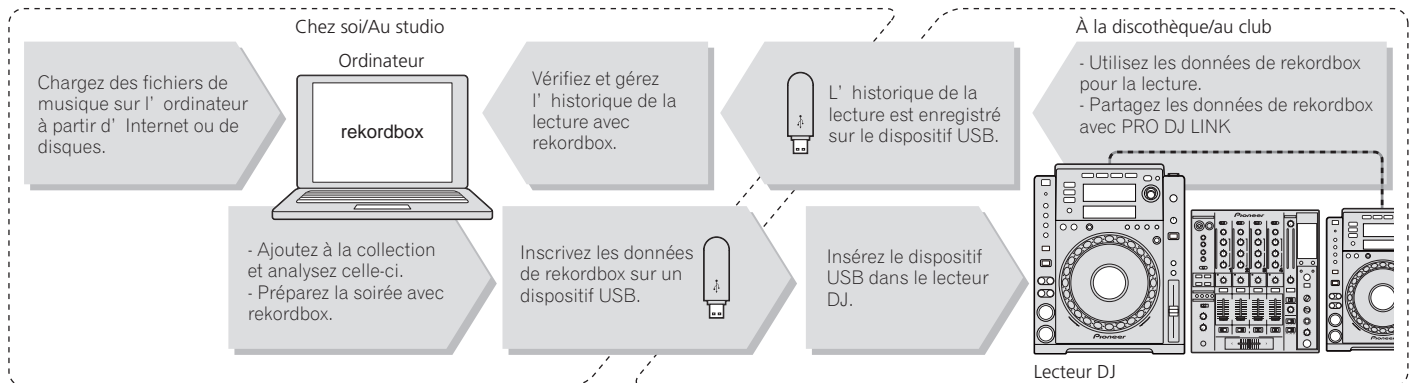 Chez soi/Au studio
Ordinateur
Chargez des fichiers de
musique sur l’ ordinateur
à partir d’ Internet ou de
disques.
rekordbox
- Ajoutez à la collection
et analysez celle-ci.
- Préparez la soirée avec
rekordbox.
Inscrivez les données
de rekordbox sur un
dispositif USB.
Insérez le dispositif
USB dans le lecteur
DJ.
À la discothèque/au club
- Utilisez les données de rekordbox
pour la lecture.
- Partagez les données de rekordbox
avec PRO DJ LINK
Pioneer
Pioneer
Lecteur DJ
L’ historique de la
lecture est enregistré
sur le dispositif USB.
Vérifiez et gérez
l’ historique de la
lecture avec
rekordbox.